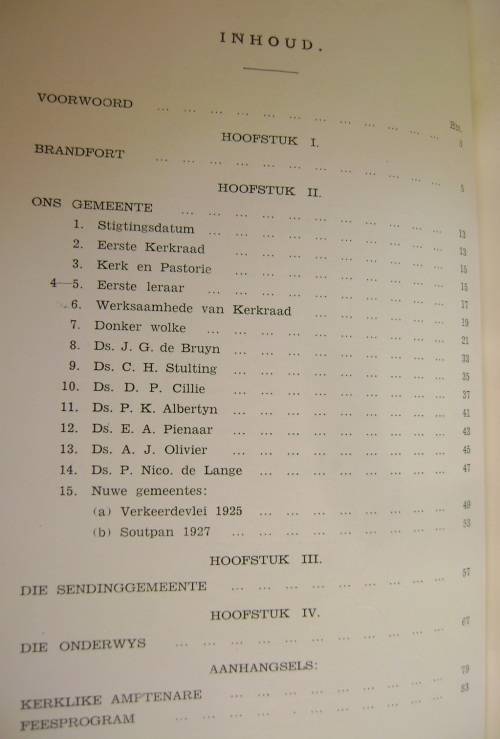 INHOUD.
Blz.
VOORWOORD ... ... ... ... ... ... ... ... ... ... ...
HOOFSTUK I.
BRANDFORT ... ... ... ... ... ... ... ... ... ... ... 5
HOOFSTUK II.
ONS GEMEENTE ... ... ... ... ... ... ... ... ... ... 13
1. Stigtingsdatum ... ... ... ... ... ... ... ... ... 13
2. Eerste Kerkraad ... ... ... ... ... ... ... ... 15
3. Kerk en Pastorie ... ... ... ... ... ... ... ... 15
4—5. Eerste leraar ... ... ... ... ... ... ... ... ... 17
6. Werksaamhede van Kerkraad ... ... ... ... ... 19
7. Donker wolke ... ... ... ... ... ... ... ... ... 21
8. Ds. J. G. de Bruyn ... ... ... ... ... ... ... ... 33
9. Ds. C. H. Stulting ... ... ... ... ... ... ... ... 35
10. Ds. D. P. Cillie ... ... ... ... ... ... ... ... 37
11. Ds. P. K. Albertyn ... ... ... ... ... ... ... ... 41
12. Ds. E. A. Pienaar ... ... ... ... ... ... ... ... 43
13. Ds. A. J. Olivier ... ... ... ... ... ... ... ... 45
14. Ds. P. Nico. de Lange ... ... ... ... ... ... ... 47
15. Nuwe gemeentes:
(a) Verkeerdevlei 1925 ... ... ... ... ... ... ... 49
(b) Soutpan 1927 ... ... ... ... ... ... ... ... 53
HOOFSTUK III.
DIE SENDINGGEMEENTE ... ... ... ... ... ... ... ... 57
HOOFSTUK IV.
DIE ONDERWYS ... ... ... ... ... ... ... ... ... ... 67
AANHANGSELS:
KERKLIKE AMPTENARE ... ... ... ... ... ... ... ... 79
FEESPROGRAM ... ... ... ... ... ... ... ... ... ... 83